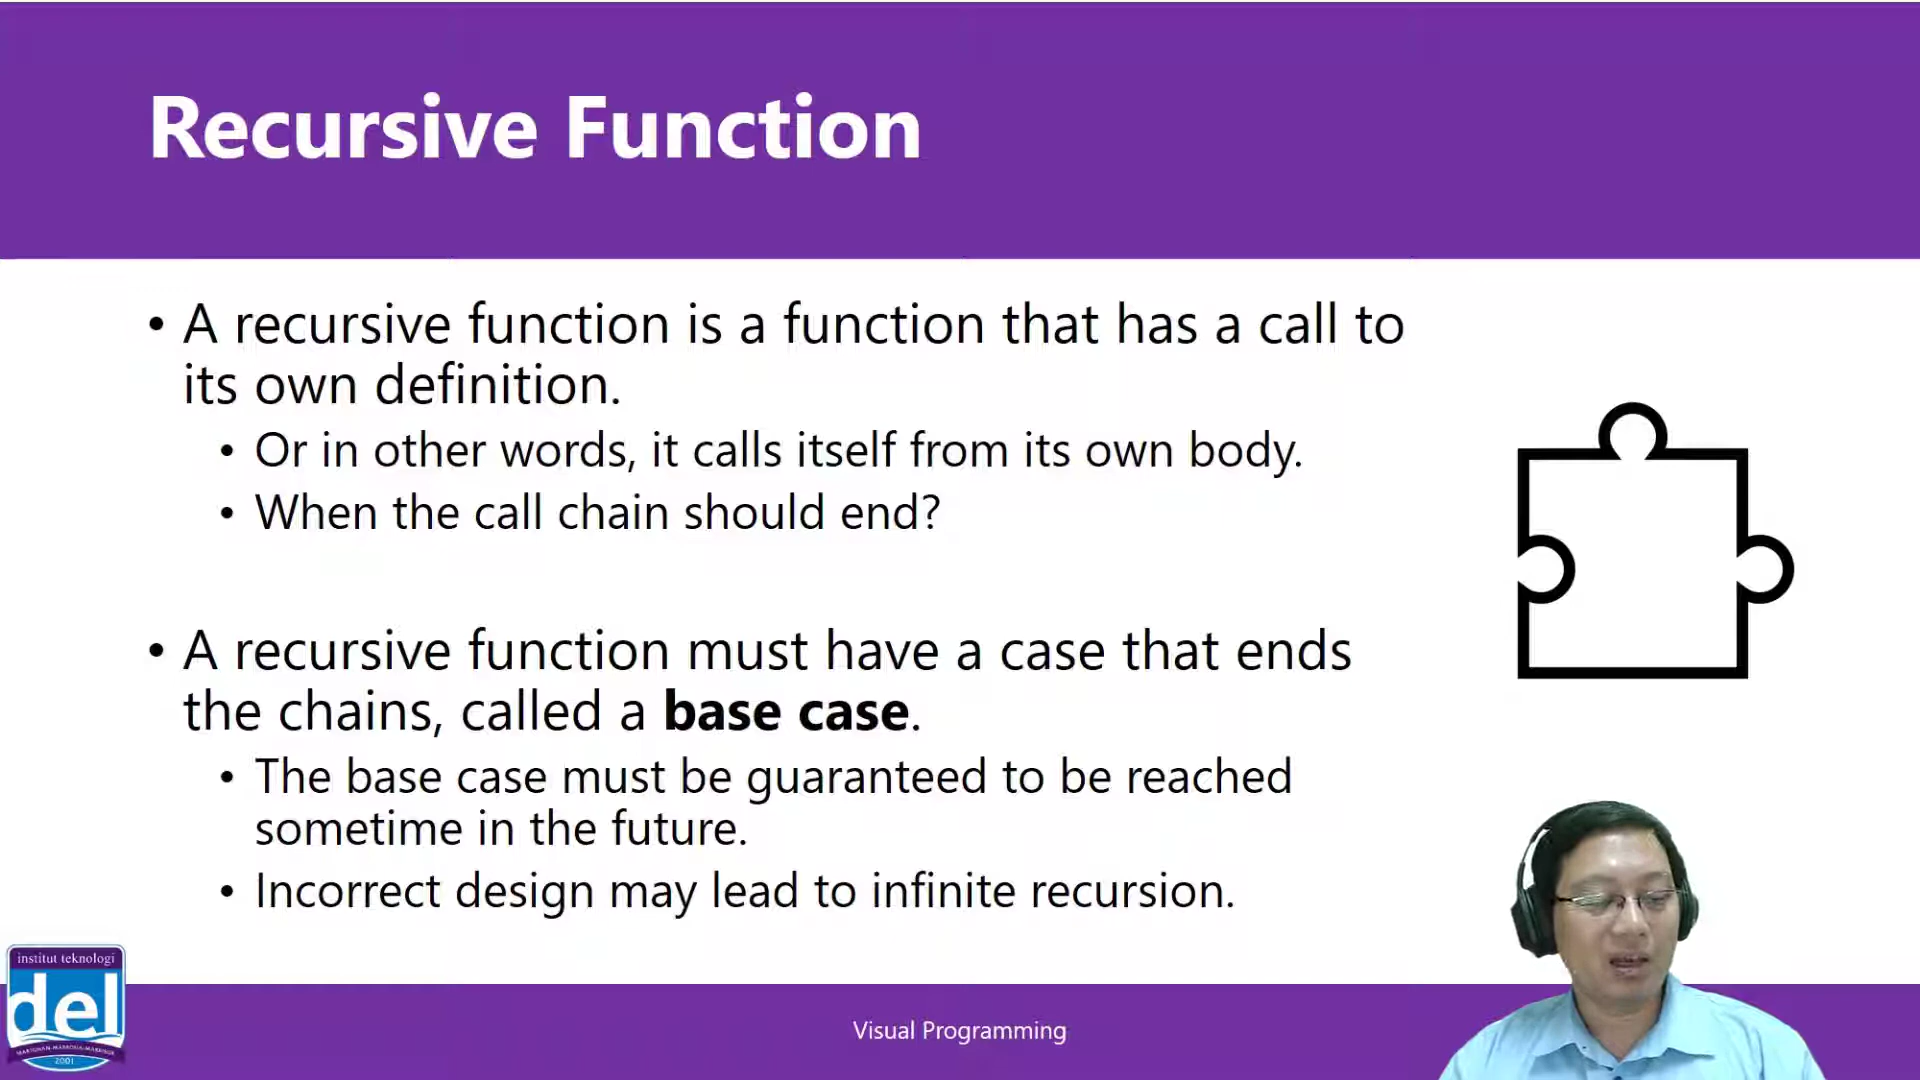 Recursive Function
• A recursive function is a function that has a call to
its own definition.
• Or in other words, it calls itself from its own body.
• When the call chain should end?
• A recursive function must have a case that ends
the chains, called a base case.
• The base case must be guaranteed to be reached
sometime in the future.
• Incorrect design may lead to infinite recursion.
institut teknologi
del
MARTUHAN-MARROHA-MARBISUK
2001
Visual Programming